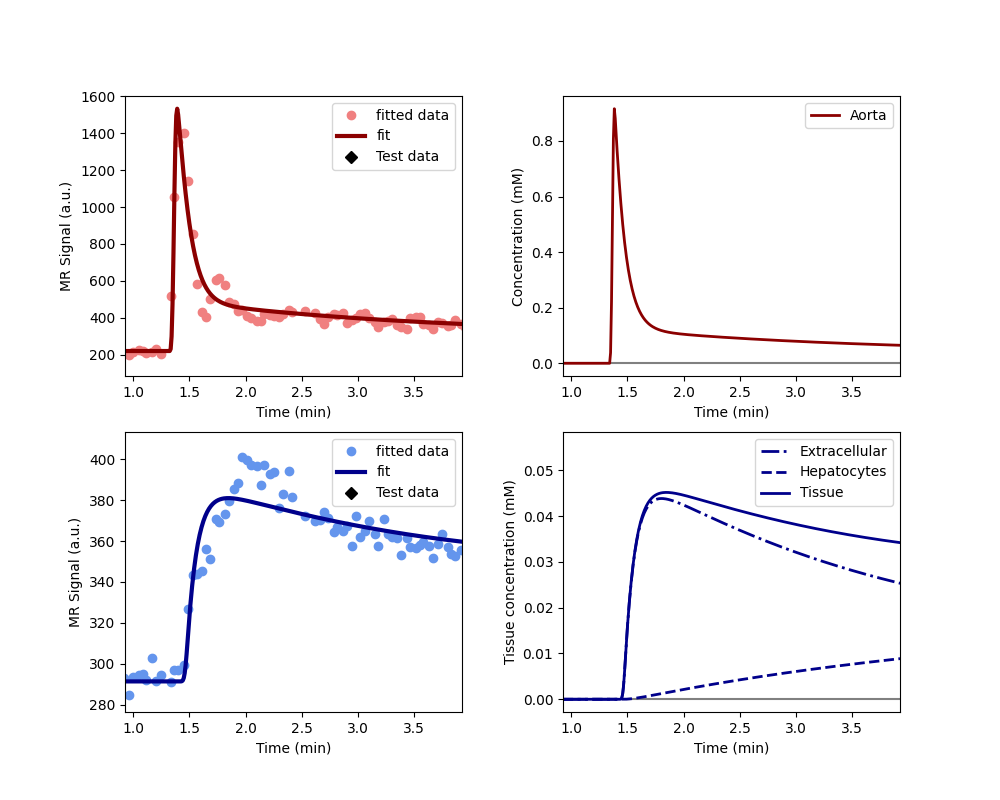 1600
1400
1200
1000
800
600
400
200
MR Signal (a.u.)
1.0 1.5 2.0 2.5 3.0 3.5
Time (min)
fitted data
fit
Test data
0.8
0.6
0.4
0.2
0.0
Concentration (mM)
1.0 1.5 2.0 2.5 3.0 3.5
Time (min)
Aorta
400
380
360
340
320
300
280
MR Signal (a.u.)
1.0 1.5 2.0 2.5 3.0 3.5
Time (min)
fitted data
fit
Test data
0.05
0.04
0.03
0.02
0.01
0.00
Tissue concentration (mM)
1.0 1.5 2.0 2.5 3.0 3.5
Time (min)
Extracellular
Hepatocytes
Tissue